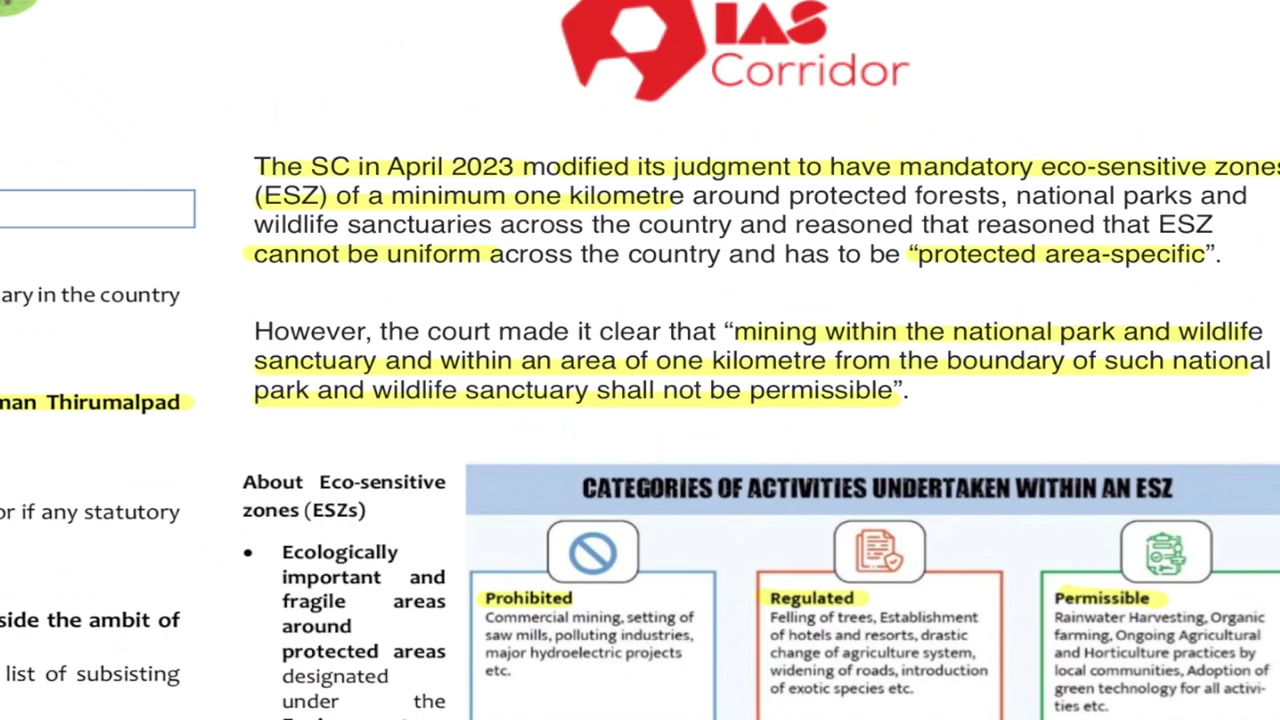 IAS
Corridor
The SC in April 2023 modified its judgment to have mandatory eco-sensitive zones
(ESZ) of a minimum one kilometre around protected forests, national parks and
wildlife sanctuaries across the country and reasoned that reasoned that ESZ
cannot be uniform across the country and has to be “protected area-specific”.
ary in the country
However, the court made it clear that “mining within the national park and wildlife
sanctuary and within an area of one kilometre from the boundary of such national
park and wildlife sanctuary shall not be permissible”.
man Thirumalpad
or if any statutory
side the ambit of
list of subsisting
About Eco-sensitive
zones (ESZs)
• Ecologically
important and
fragile areas
around
protected areas
designated
under the
CATEGORIES OF ACTIVITIES UNDERTAKEN WITHIN AN ESZ
Prohibited
Commercial mining, setting of
saw mills, polluting industries,
major hydroelectric projects
etc.
Regulated
Felling of trees, Establishment
of hotels and resorts, drastic
change of agriculture system,
widening of roads, introduction
of exotic species etc.
Permissible
Rainwater Harvesting, Organic
farming, Ongoing Agricultural
and Horticulture practices by
local communities, Adoption of
green technology for all activi-
ties etc.